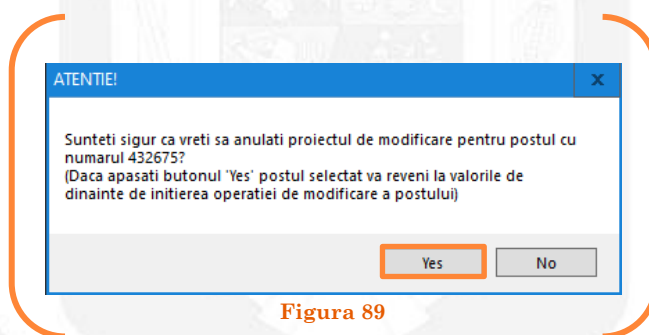 ATENTIE!
x
Sunteti sigur ca vreti sa anulati proiectul de modificare pentru postul cu
numarul 432675?
(Daca apasati butonul 'Yes' postul selectat va reveni la valorile de
dinainte de initierea operatiei de modificare a postului)
Yes No
Figura 89